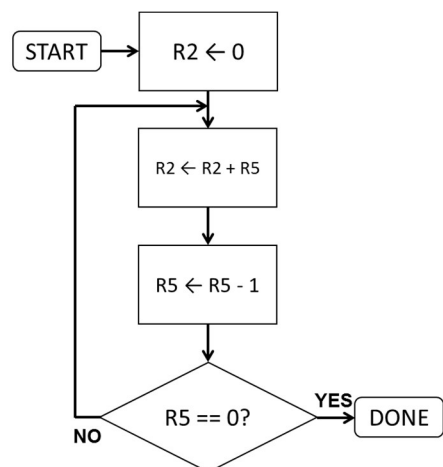 START
R2 ← 0
R2 ← R2 + R5
R5 ← R5 - 1
R5 == 0?
YES
DONE
NO